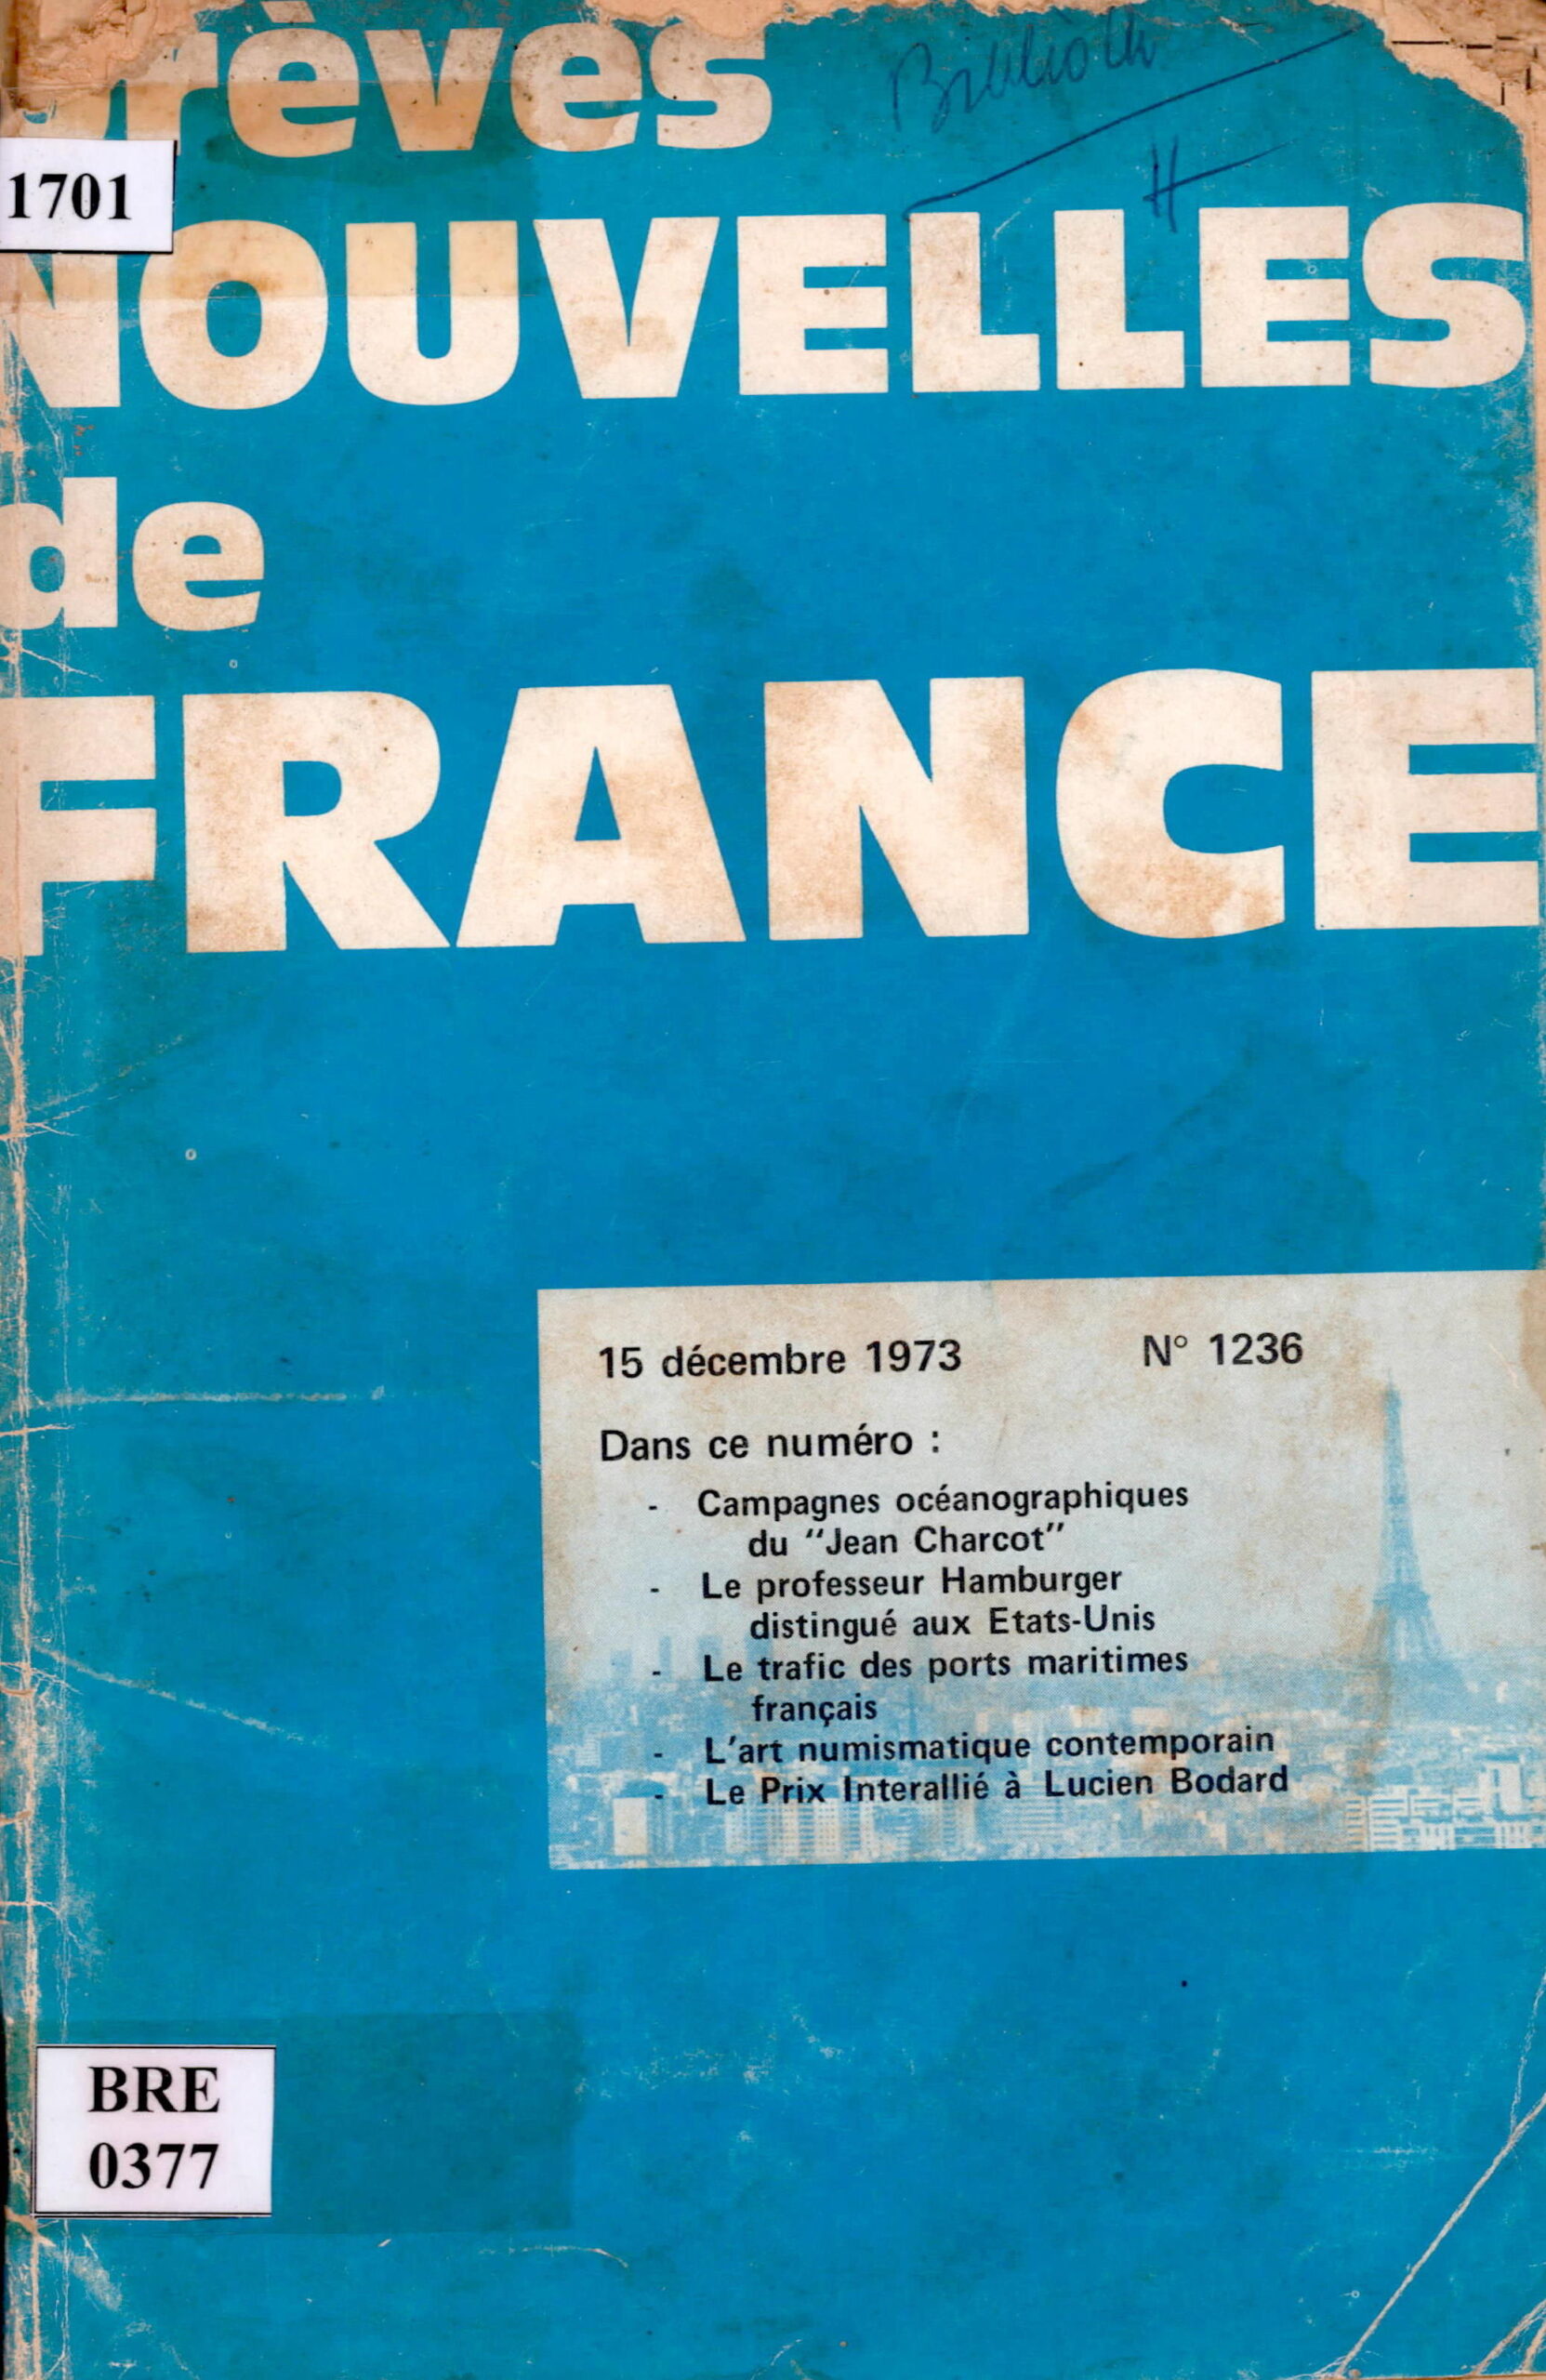 Brèves
Biblioth
H
1701
NOUVELLES
de
FRANCE
15 décembre 1973 N° 1236
Dans ce numéro :
- Campagnes océanographiques
du "Jean Charcot"
- Le professeur Hamburger
distingué aux Etats-Unis
- Le trafic des ports maritimes
français
- L'art numismatique contemporain
- Le Prix Interallié à Lucien Bodard
BRE
0377